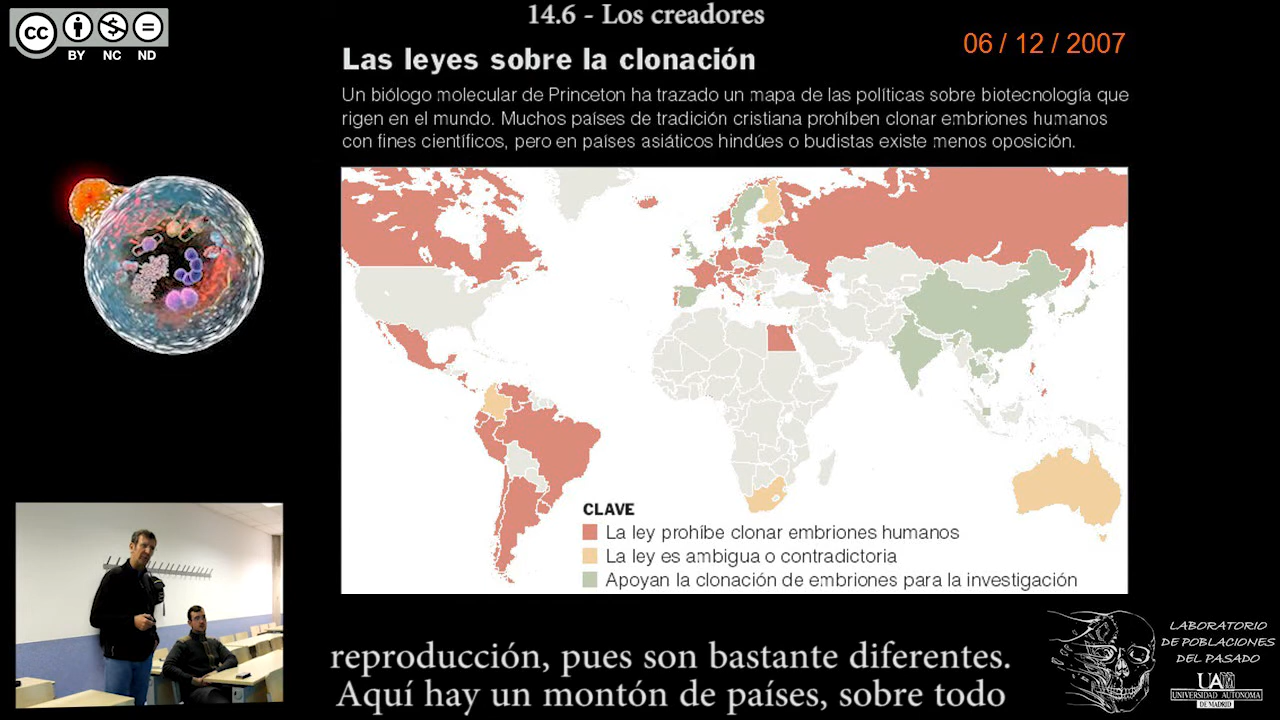 14.6 - Los creadores
cc
BY NC ND
06 / 12 / 2007
Las leyes sobre la clonación
Un biólogo molecular de Princeton ha trazado un mapa de las políticas sobre biotecnología que
rigen en el mundo. Muchos países de tradición cristiana prohíben clonar embriones humanos
con fines científicos, pero en países asiáticos hindúes o budistas existe menos oposición.
CLAVE
La ley prohíbe clonar embriones humanos
La ley es ambigua o contradictoria
Apoyan la clonación de embriones para la investigación
reproducción, pues son bastante diferentes.
Aquí hay un montón de países, sobre todo
LABORATORIO
DE POBLACIONES
DEL PASADO
UAM
UNIVERSIDAD AUTONOMA
DE MADRID